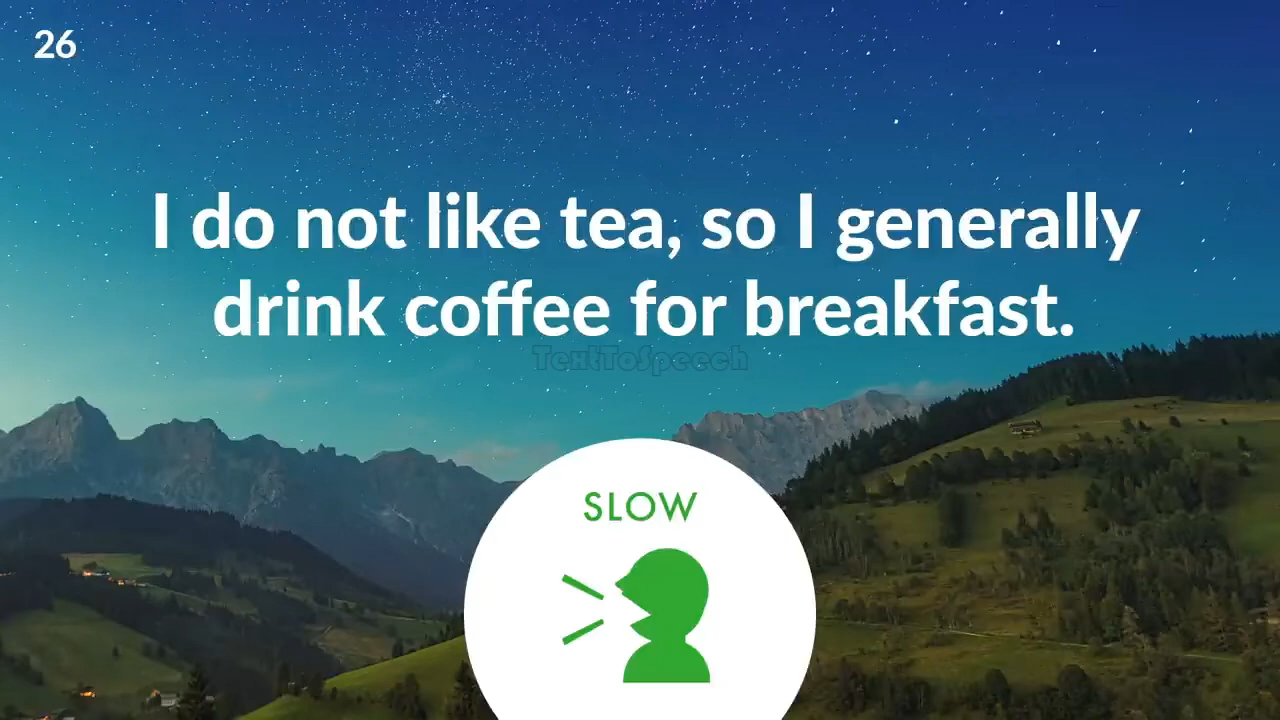 26
I do not like tea, so I generally
drink coffee for breakfast.
TextToSpeech
SLOW